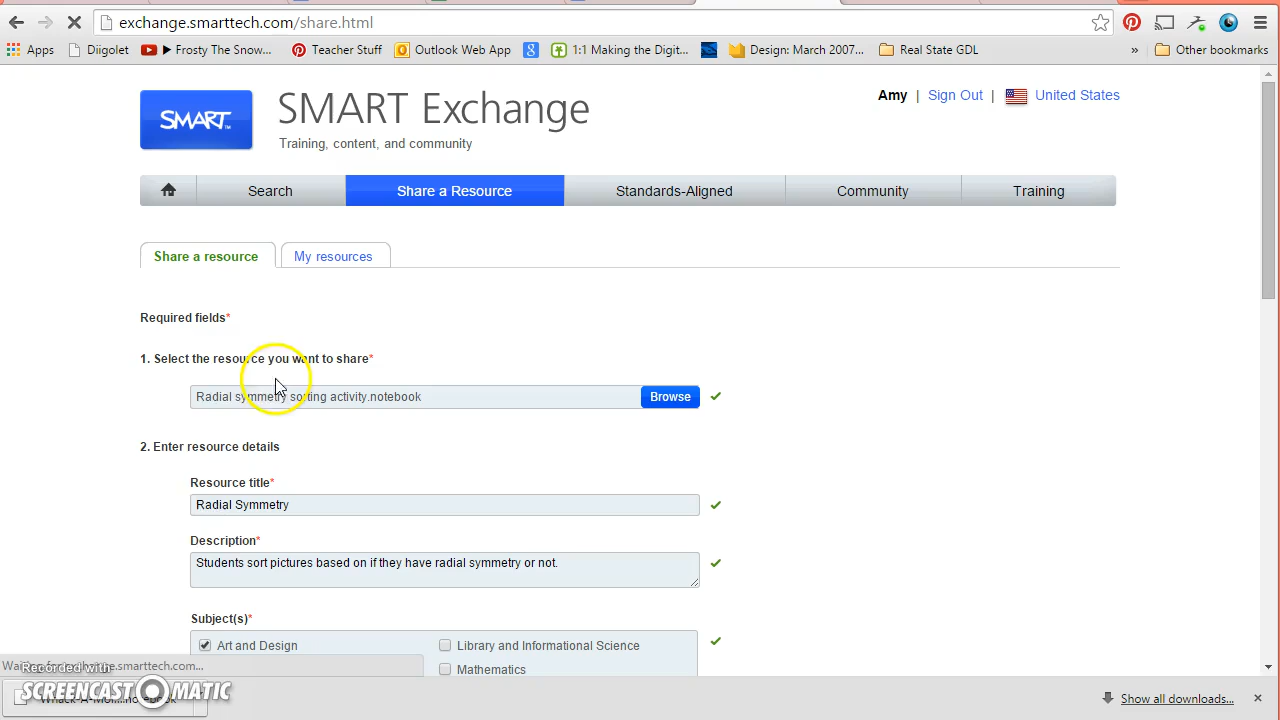 exchange.smarttech.com/share.html
Apps Diigolet ▶ Frosty The Snow... Teacher Stuff Outlook Web App 1:1 Making the Digit... Design: March 2007... Real State GDL » Other bookmarks
SMART™ SMART Exchange
Training, content, and community
Amy | Sign Out | United States
Search Share a Resource Standards-Aligned Community Training
Share a resource My resources
Required fields*
1. Select the resource you want to share*
Radial symmetry sorting activity.notebook Browse
2. Enter resource details
Resource title*
Radial Symmetry
Description*
Students sort pictures based on if they have radial symmetry or not.
Subject(s)*
Art and Design Library and Informational Science
Mathematics
Recorded with
SCREENCAST-O-MATIC
Show all downloads...